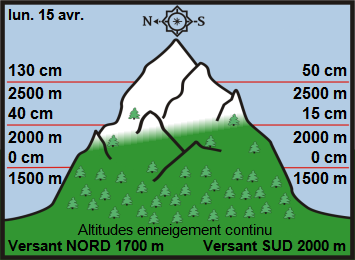 lun. 15 avr.
N S
130 cm 50 cm
2500 m 2500 m
40 cm 15 cm
2000 m 2000 m
0 cm 0 cm
1500 m 1500 m
Altitudes enneigement continu
Versant NORD 1700 m Versant SUD 2000 m